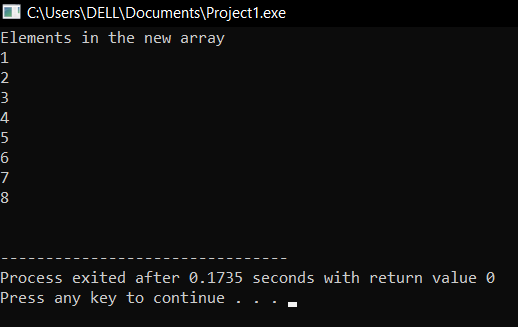 C:\Users\DELL\Documents\Project1.exe
Elements in the new array
1
2
3
4
5
6
7
8
--------------------------------
Process exited after 0.1735 seconds with return value 0
Press any key to continue . . .